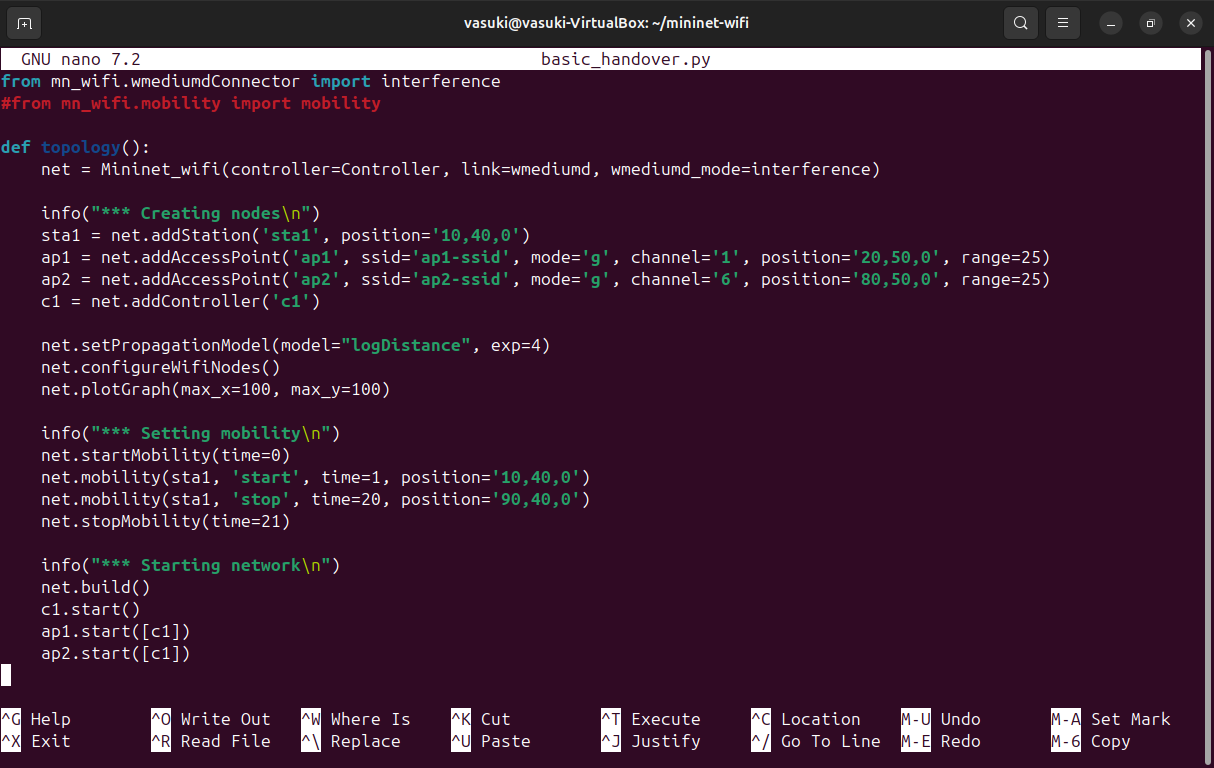 vasuki@vasuki-VirtualBox: ~/mininet-wifi
GNU nano 7.2 basic_handover.py
from mn_wifi.wmediumdConnector import interference
#from mn_wifi.mobility import mobility

def topology():
    net = Mininet_wifi(controller=Controller, link=wmediumd, wmediumd_mode=interference)

    info("*** Creating nodes\n")
    sta1 = net.addStation('sta1', position='10,40,0')
    ap1 = net.addAccessPoint('ap1', ssid='ap1-ssid', mode='g', channel='1', position='20,50,0', range=25)
    ap2 = net.addAccessPoint('ap2', ssid='ap2-ssid', mode='g', channel='6', position='80,50,0', range=25)
    c1 = net.addController('c1')

    net.setPropagationModel(model="logDistance", exp=4)
    net.configureWifiNodes()
    net.plotGraph(max_x=100, max_y=100)

    info("*** Setting mobility\n")
    net.startMobility(time=0)
    net.mobility(sta1, 'start', time=1, position='10,40,0')
    net.mobility(sta1, 'stop', time=20, position='90,40,0')
    net.stopMobility(time=21)

    info("*** Starting network\n")
    net.build()
    c1.start()
    ap1.start([c1])
    ap2.start([c1])

^G Help ^O Write Out ^W Where Is ^K Cut ^T Execute ^C Location M-U Undo M-A Set Mark
^X Exit ^R Read File ^\ Replace ^U Paste ^J Justify ^/ Go To Line M-E Redo M-6 Copy